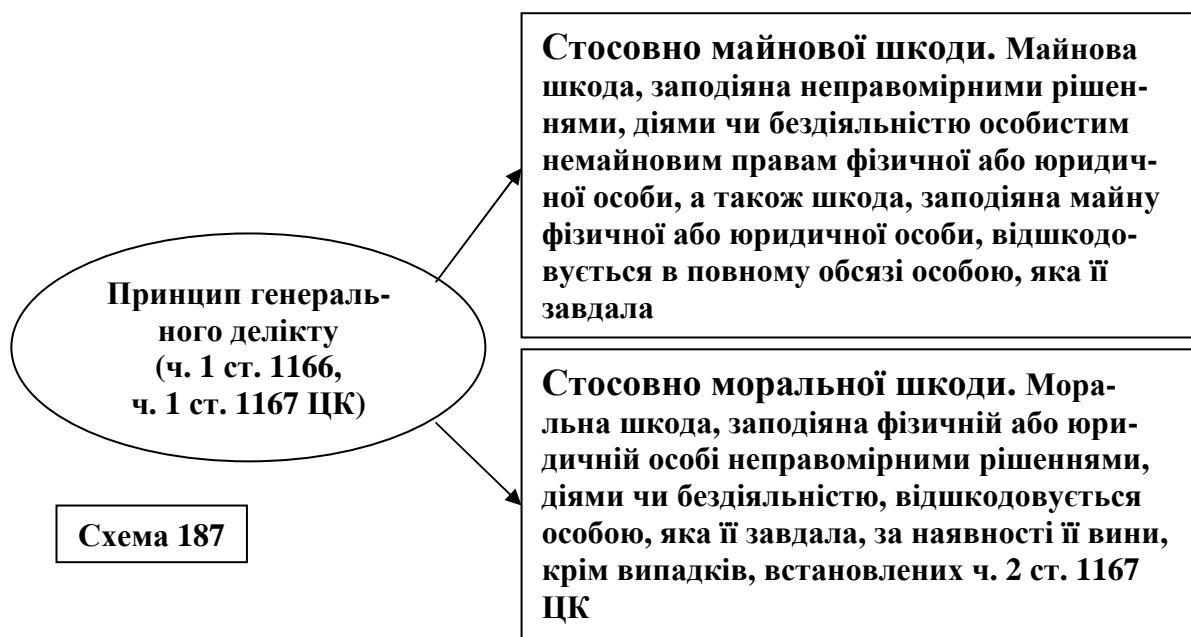 Стосовно майнової шкоди. Майнова
шкода, заподіяна неправомірними рішен-
нями, діями чи бездіяльністю особистим
немайновим правам фізичної або юридич-
ної особи, а також шкода, заподіяна майну
фізичної або юридичної особи, відшкодо-
вується в повному обсязі особою, яка її
завдала
Принцип генераль-
ного делікту
(ч. 1 ст. 1166,
ч. 1 ст. 1167 ЦК)
Стосовно моральної шкоди. Мора-
льна шкода, заподіяна фізичній або юри-
дичній особі неправомірними рішеннями,
діями чи бездіяльністю, відшкодовується
особою, яка її завдала, за наявності її вини,
крім випадків, встановлених ч. 2 ст. 1167
ЦК
Схема 187